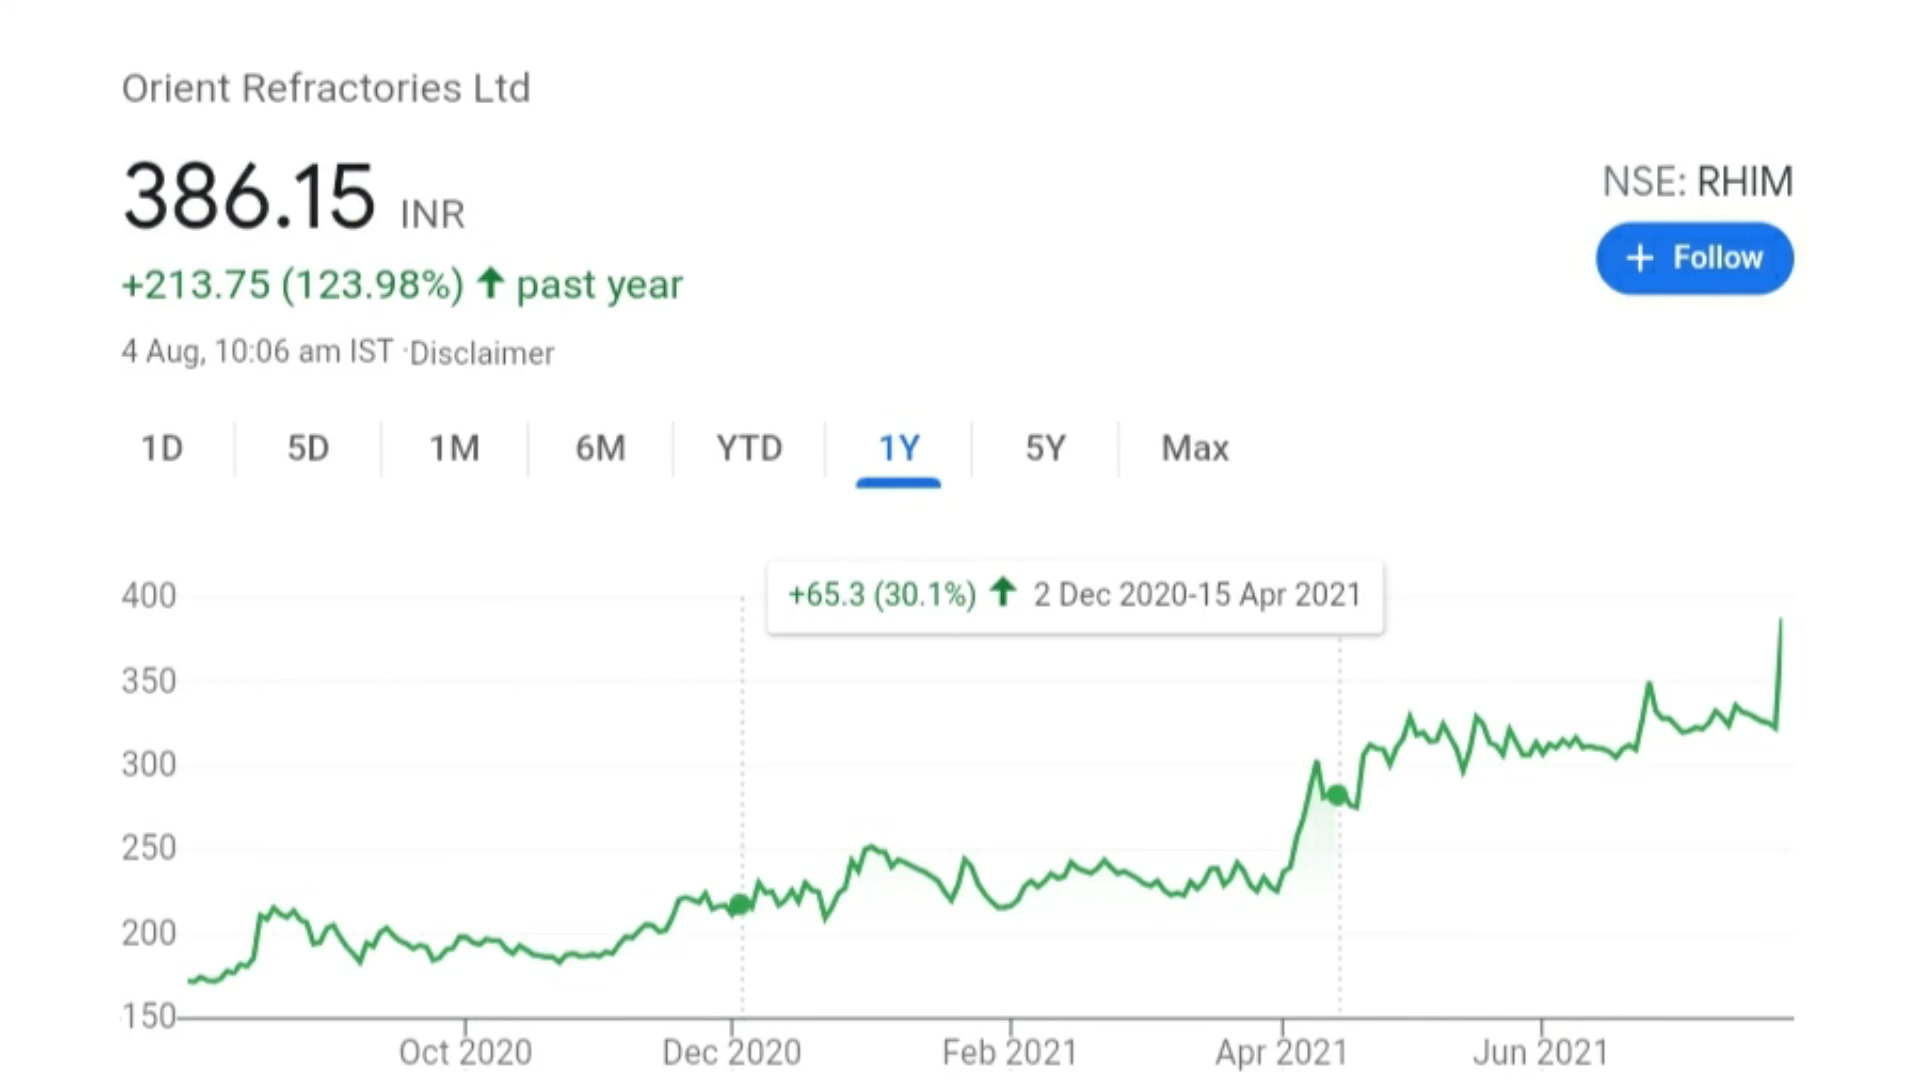 Orient Refractories Ltd
386.15 INR
NSE: RHIM
+ Follow
+213.75 (123.98%) ↑ past year
4 Aug, 10:06 am IST ·Disclaimer
1D 5D 1M 6M YTD 1Y 5Y Max
+65.3 (30.1%) ↑ 2 Dec 2020-15 Apr 2021
400
350
300
250
200
150
Oct 2020 Dec 2020 Feb 2021 Apr 2021 Jun 2021